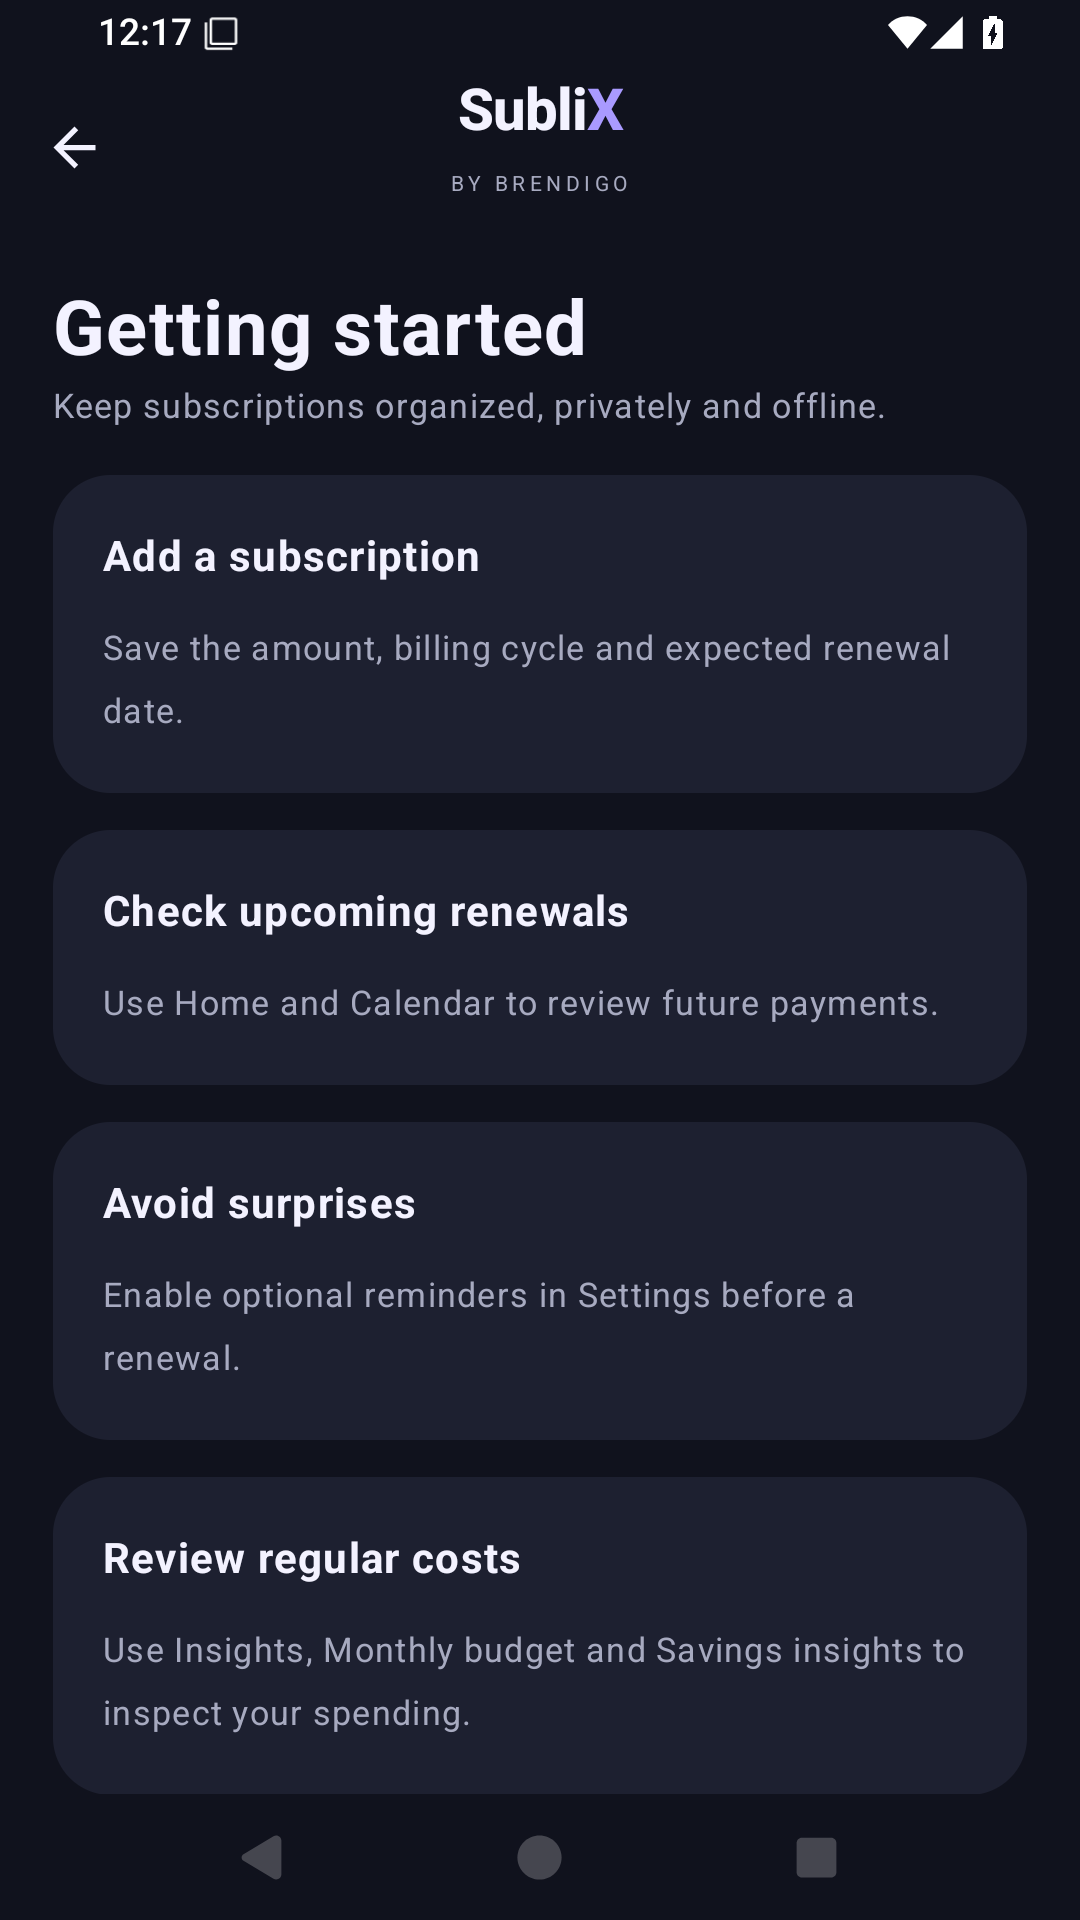 12:17
SubliX
BY BRENDIGO
Getting started
Keep subscriptions organized, privately and offline.
Add a subscription
Save the amount, billing cycle and expected renewal
date.
Check upcoming renewals
Use Home and Calendar to review future payments.
Avoid surprises
Enable optional reminders in Settings before a
renewal.
Review regular costs
Use Insights, Monthly budget and Savings insights to
inspect your spending.